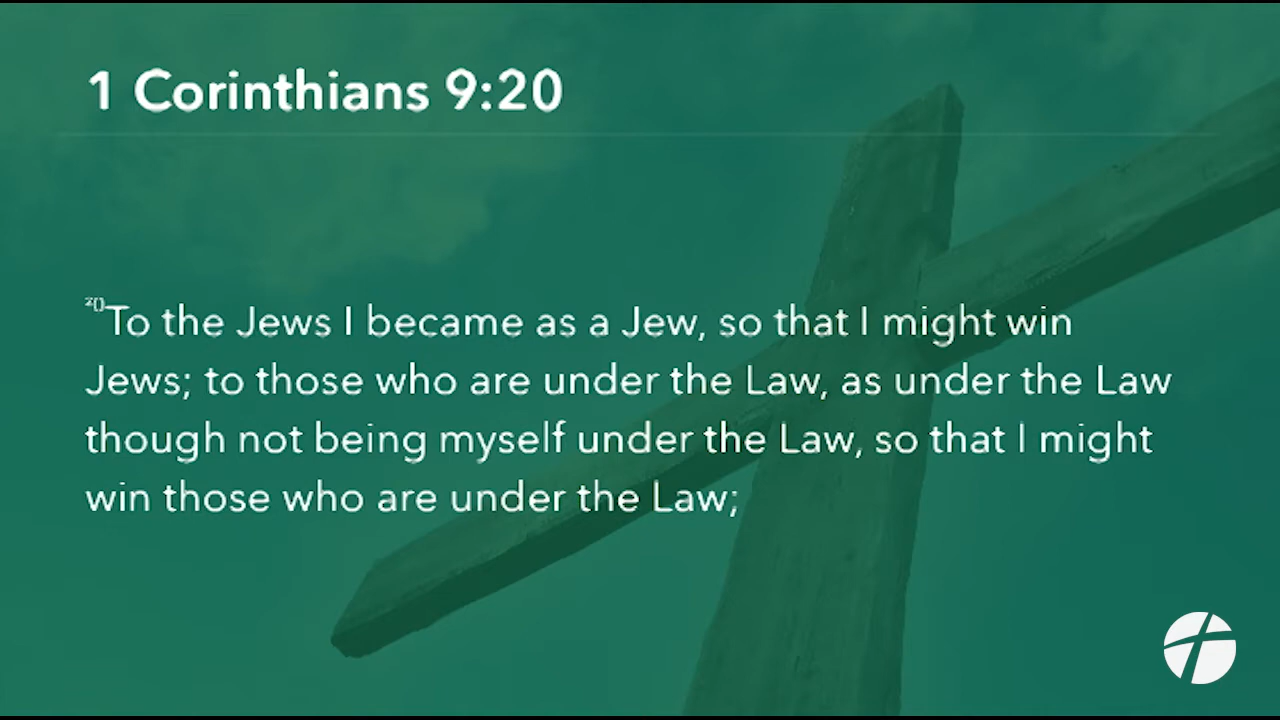 1 Corinthians 9:20
20To the Jews I became as a Jew, so that I might win
Jews; to those who are under the Law, as under the Law
though not being myself under the Law, so that I might
win those who are under the Law;